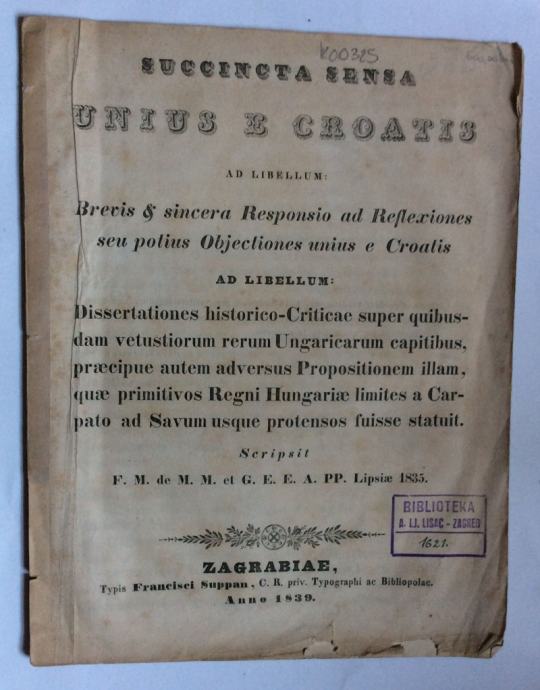 K00325
SUCCINCTA SENSA
UNIUS E CROATIS
AD LIBELLUM:
Brevis & sincera Responsio ad Reflexiones
seu potius Objectiones unius e Croatis
AD LIBELLUM:
Dissertationes historico-Criticae super quibus-
dam vetustiorum rerum Ungaricarum capitibus,
præcipue autem adversus Propositionem illam,
quæ primitivos Regni Hungariæ limites a Car-
pato ad Savum usque protensos fuisse statuit.
Scripsit
F. M. de M. M. et G. E. E. A. PP. Lipsiæ 1835.
BIBLIOTEKA
A. LJ. LISAC - ZAGREB
1621.
ZAGRABIAE,
Typis Francisci Suppan, C. R. priv. Typographi ac Bibliopolae.
Anno 1839.